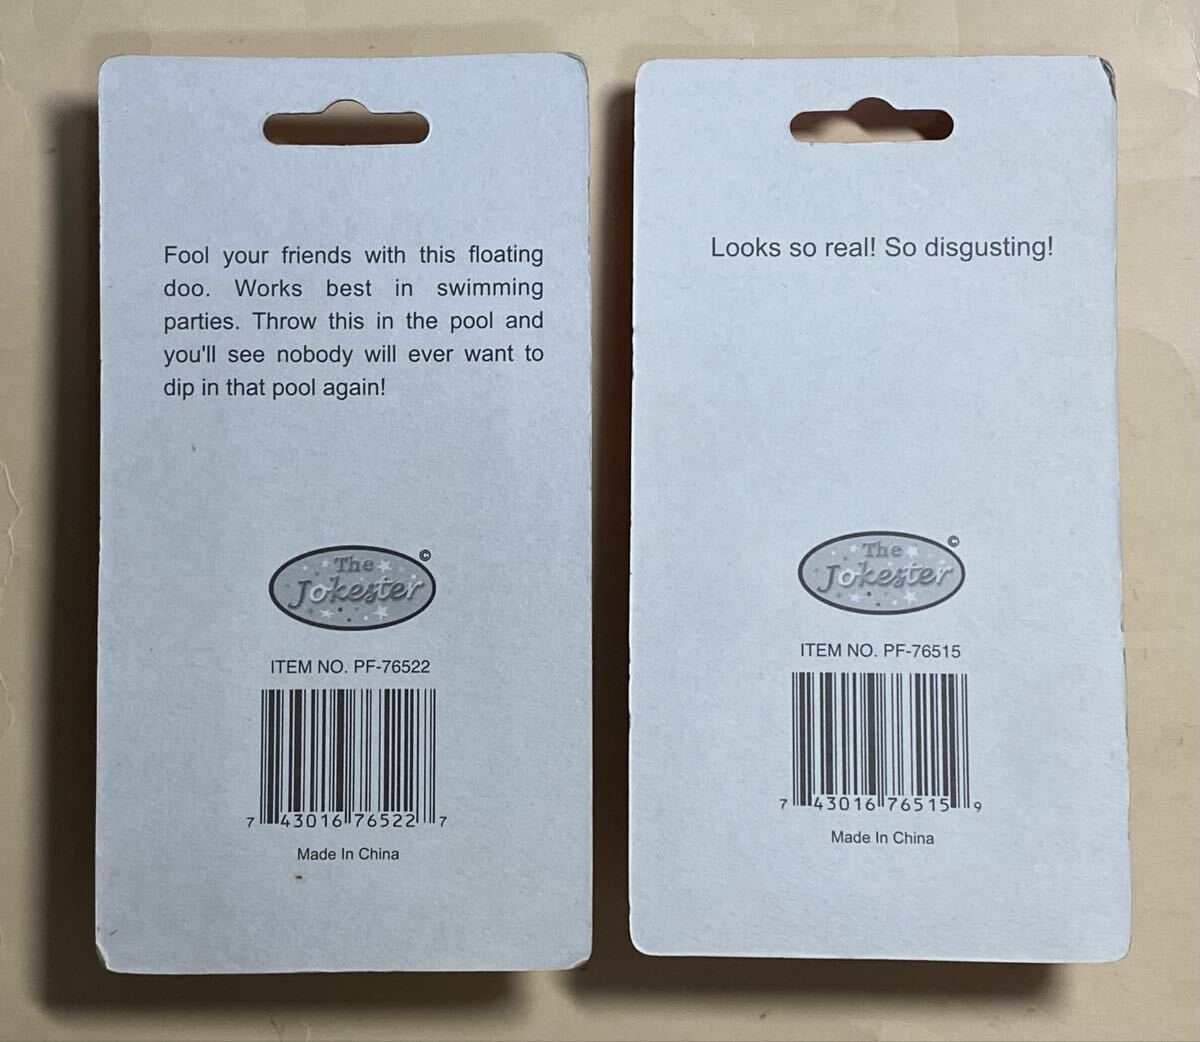 Fool your friends with this floating
doo. Works best in swimming
parties. Throw this in the pool and
you'll see nobody will ever want to
dip in that pool again!
The
Jokester
©
ITEM NO. PF-76522
7 43016 76522 7
Made In China
Looks so real! So disgusting!
The
Jokester
©
ITEM NO. PF-76515
7 43016 76515 9
Made In China